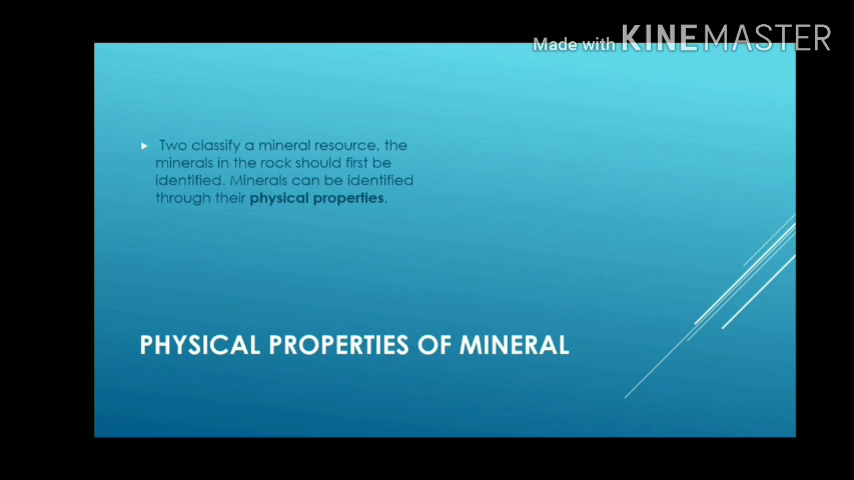 Made with KINEMASTER
Two classify a mineral resource, the
minerals in the rock should first be
identified. Minerals can be identified
through their physical properties.
PHYSICAL PROPERTIES OF MINERAL